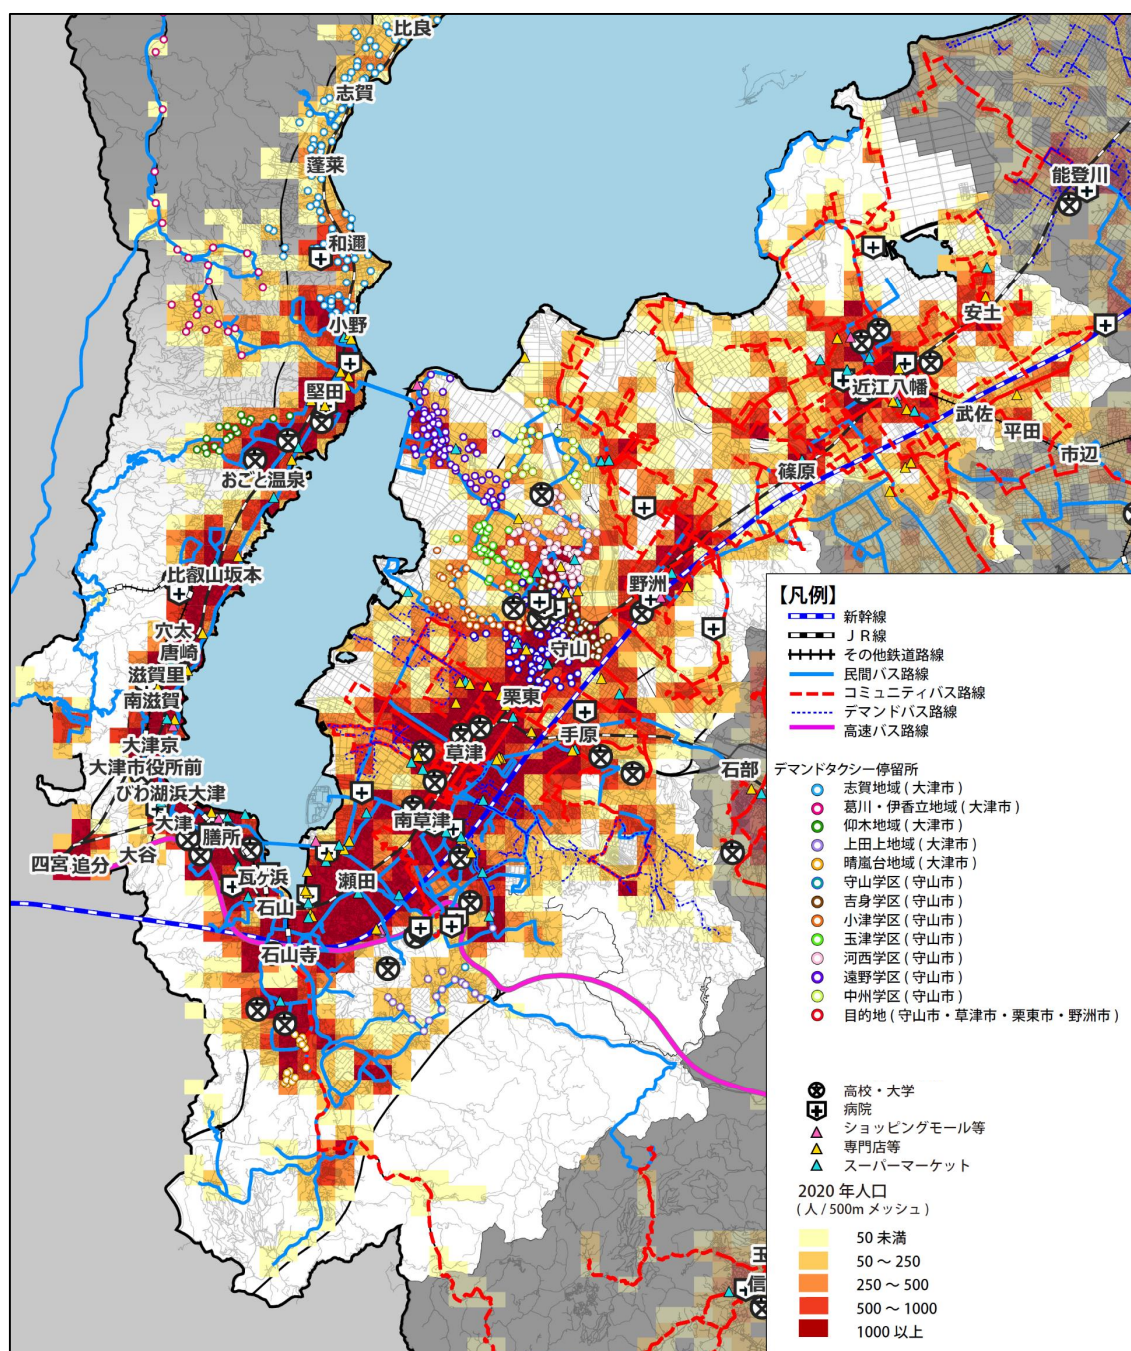 比良
志賀
蓬莱
能登川
和邇
小野
安土
堅田
近江八幡
武佐
平田
市辺
篠原
おごと温泉
比叡山坂本
野洲
穴太
唐崎
守山
滋賀里
南滋賀
栗東
手原
大津京
草津
大津市役所前
石部
びわ湖浜大津
大津
南草津
膳所
大谷
四宮
追分
瓦ヶ浜
瀬田
石山
石山寺
玉
信
【凡例】
新幹線
ＪＲ線
その他鉄道路線
民間バス路線
コミュニティバス路線
デマンドバス路線
高速バス路線
デマンドタクシー停留所
志賀地域(大津市)
葛川・伊香立地域(大津市)
仰木地域(大津市)
上田上地域(大津市)
晴嵐台地域(大津市)
守山学区(守山市)
吉身学区(守山市)
小津学区(守山市)
玉津学区(守山市)
河西学区(守山市)
遠野学区(守山市)
中州学区(守山市)
目的地(守山市・草津市・栗東市・野洲市)
高校・大学
病院
ショッピングモール等
専門店等
スーパーマーケット
2020年人口
(人/500mメッシュ)
50未満
50～250
250～500
500～1000
1000以上